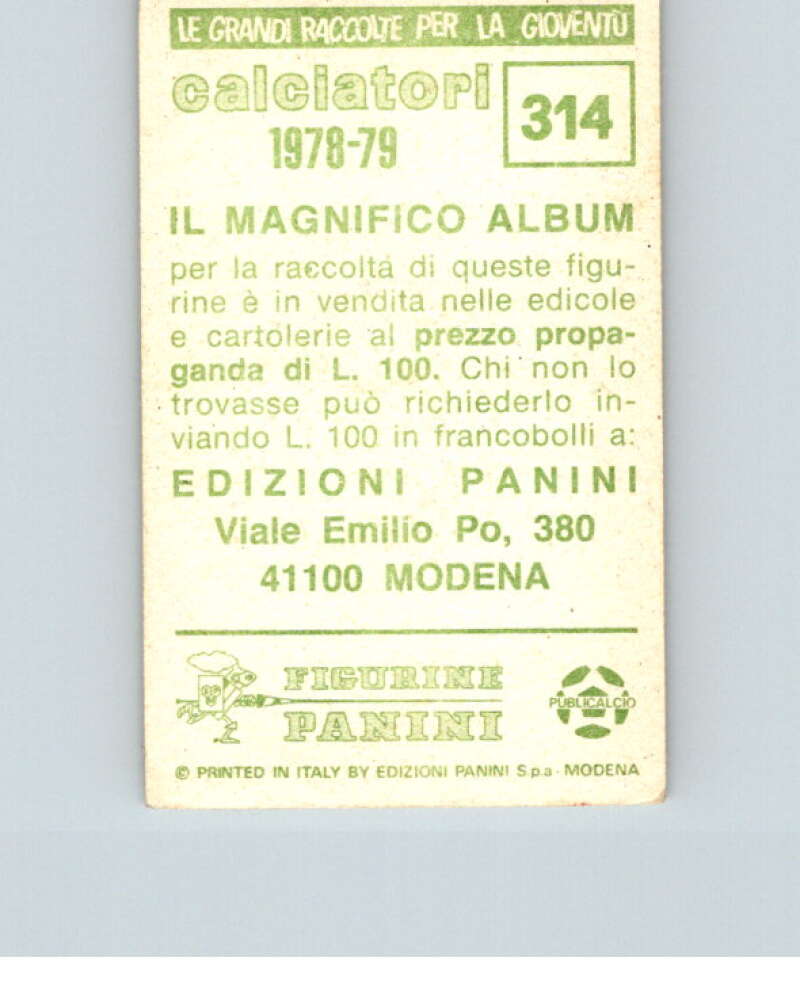 LE GRANDI RACCOLTE PER LA GIOVENTÙ
calciatori
1978-79
314
IL MAGNIFICO ALBUM
per la raccolta di queste figu-
rine è in vendita nelle edicole
e cartolerie al prezzo propa-
ganda di L. 100. Chi non lo
trovasse può richiederlo in-
viando L. 100 in francobolli a:
EDIZIONI PANINI
Viale Emilio Po, 380
41100 MODENA
FIGURINE
PANINI
PUBLICALCIO
© PRINTED IN ITALY BY EDIZIONI PANINI S.p.a - MODENA